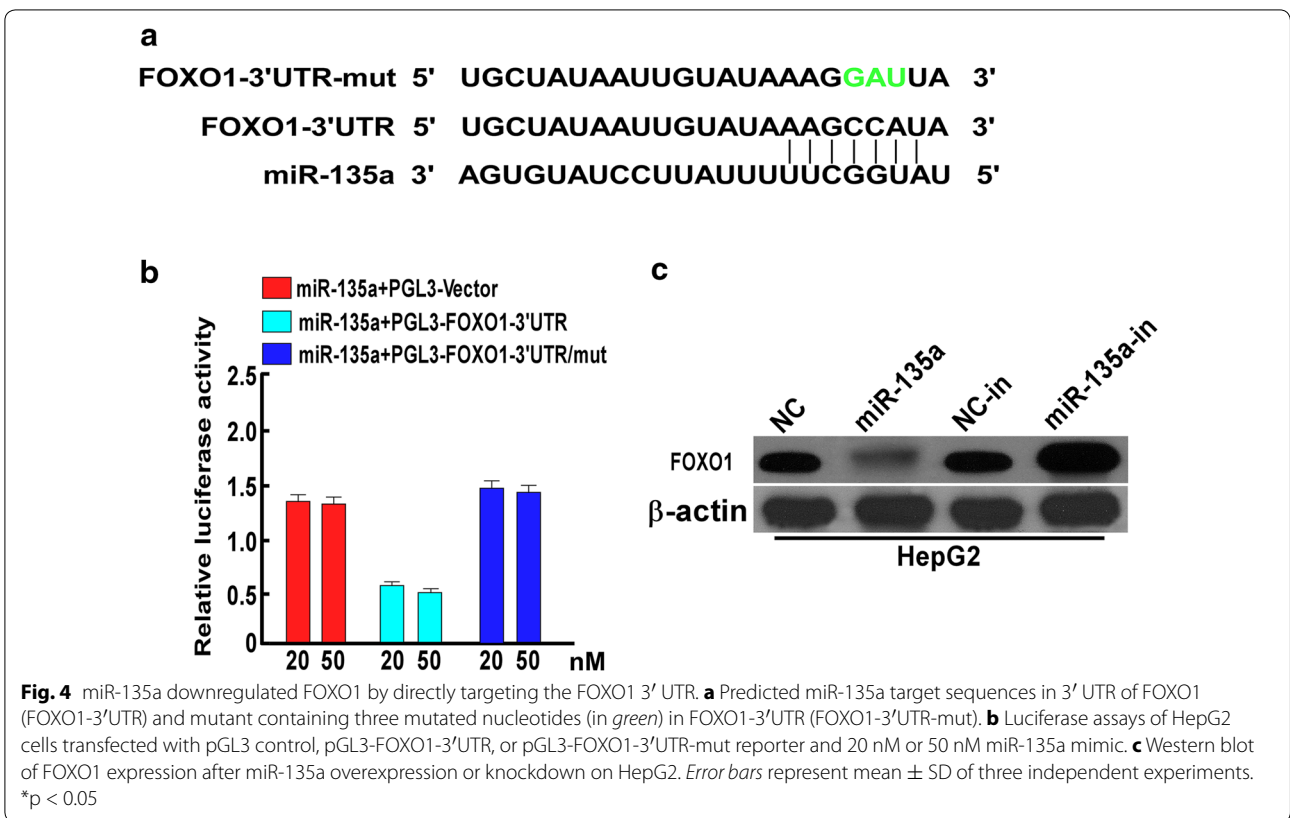 a
FOXO1-3'UTR-mut 5' UGCUAUAAUUGUAUAAAGGAUUA 3'
FOXO1-3'UTR 5' UGCUAUAAUUGUAUAAAGCCAUA 3'
miR-135a 3' AGUGUAUCCUUAUUUUUCGGUAU 5'
b
miR-135a+PGL3-Vector
miR-135a+PGL3-FOXO1-3'UTR
miR-135a+PGL3-FOXO1-3'UTR/mut
Relative luciferase activity
2.5
2.0
1.5
1.0
0.5
0
20 50 20 50 20 50 nM
c
NC miR-135a NC-in miR-135a-in
FOXO1
β-actin
HepG2
Fig. 4 miR-135a downregulated FOXO1 by directly targeting the FOXO1 3′ UTR. a Predicted miR-135a target sequences in 3′ UTR of FOXO1
(FOXO1-3′UTR) and mutant containing three mutated nucleotides (in green) in FOXO1-3′UTR (FOXO1-3′UTR-mut). b Luciferase assays of HepG2
cells transfected with pGL3 control, pGL3-FOXO1-3′UTR, or pGL3-FOXO1-3′UTR-mut reporter and 20 nM or 50 nM miR-135a mimic. c Western blot
of FOXO1 expression after miR-135a overexpression or knockdown on HepG2. Error bars represent mean ± SD of three independent experiments.
*p < 0.05